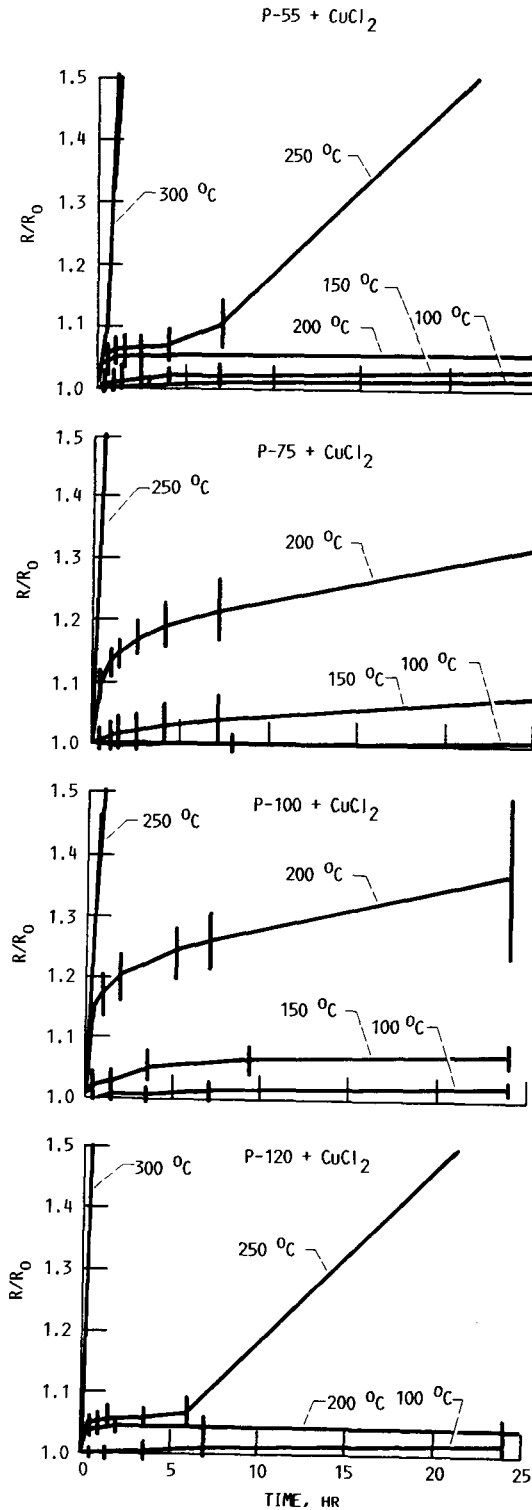 P-55 + CuCl2
1.5
1.4
1.3
1.2
1.1
1.0
R/R0
300 °C
250 °C
150 °C
200 °C
100 °C
P-75 + CuCl2
1.5
1.4
1.3
1.2
1.1
1.0
R/R0
250 °C
200 °C
150 °C
100 °C
P-100 + CuCl2
1.5
1.4
1.3
1.2
1.1
1.0
R/R0
250 °C
200 °C
150 °C
100 °C
P-120 + CuCl2
1.5
1.4
1.3
1.2
1.1
1.0
R/R0
300 °C
250 °C
200 °C
100 °C
0 5 10 15 20 25
TIME, HR